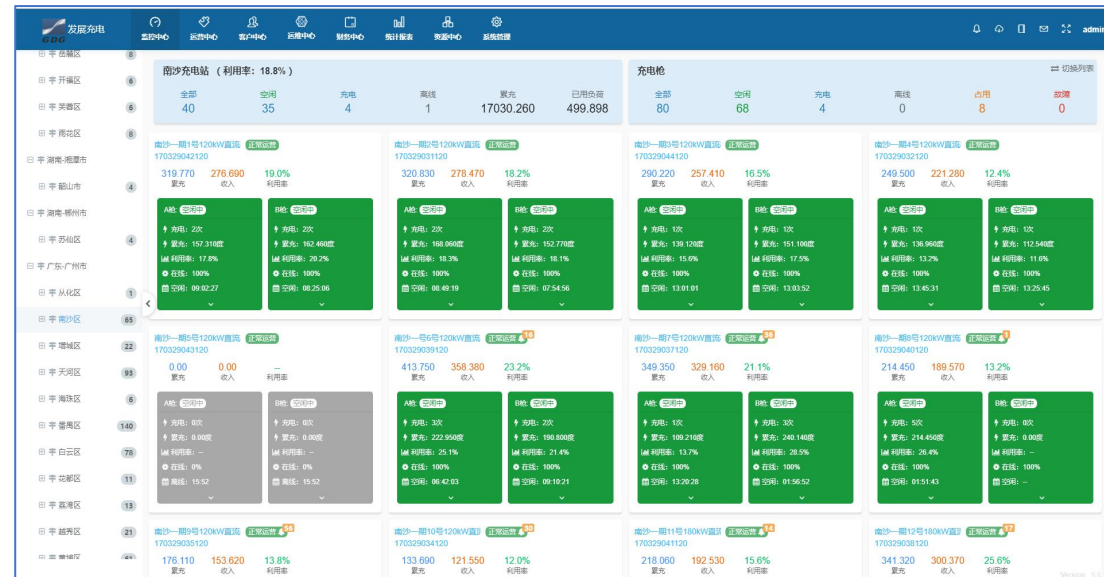 发展充电
GDG
监控中心 运营中心 客户中心 运维中心 财务中心 统计报表 资源中心 系统管理
admin
岳麓区 8
开福区 6
芙蓉区 6
雨花区 8
湖南-湘潭市
韶山市 4
湖南-郴州市
苏仙区 4
广东-广州市
从化区 1
南沙区 65
增城区 22
天河区 93
海珠区 6
番禺区 140
白云区 78
花都区 11
荔湾区 13
越秀区 21
南沙充电站 (利用率: 18.8%)
全部 空闲 充电 离线 累充 已用负荷
40 35 4 1 17030.260 499.898
充电枪 切换列表
全部 空闲 充电 离线 占用 故障
80 68 4 0 8 0
南沙一期1号120kW直流 正常运营
170329042120
319.770 276.690 19.0%
累充 收入 利用率
A枪: 空闲中 B枪: 空闲中
充电: 2次 充电: 2次
累充: 157.310度 累充: 162.460度
利用率: 17.8% 利用率: 20.2%
在线: 100% 在线: 100%
空闲: 09:02:27 空闲: 08:25:06
南沙一期2号120kW直流 正常运营
170329031120
320.830 278.470 18.2%
累充 收入 利用率
A枪: 空闲中 B枪: 空闲中
充电: 2次 充电: 2次
累充: 168.060度 累充: 152.770度
利用率: 18.3% 利用率: 18.1%
在线: 100% 在线: 100%
空闲: 08:49:19 空闲: 07:54:56
南沙一期3号120kW直流 正常运营
170329044120
290.220 257.410 16.5%
累充 收入 利用率
A枪: 空闲中 B枪: 空闲中
充电: 1次 充电: 1次
累充: 139.120度 累充: 151.100度
利用率: 15.6% 利用率: 17.5%
在线: 100% 在线: 100%
空闲: 13:01:01 空闲: 13:03:52
南沙一期4号120kW直流 正常运营
170329032120
249.500 221.280 12.4%
累充 收入 利用率
A枪: 空闲中 B枪: 空闲中
充电: 1次 充电: 1次
累充: 136.960度 累充: 112.540度
利用率: 13.2% 利用率: 11.6%
在线: 100% 在线: 100%
空闲: 13:45:31 空闲: 13:25:45
南沙一期5号120kW直流 正常运营
170329043120
0.00 0.00 --
累充 收入 利用率
A枪: 空闲中 B枪: 空闲中
充电: 0次 充电: 0次
累充: 0.00度 累充: 0.00度
利用率: -- 利用率: --
在线: 0% 在线: 0%
离线: 15:52 离线: 15:52
南沙一号6号120kW直流 正常运营 16
170329039120
413.750 358.380 23.2%
累充 收入 利用率
A枪: 空闲中 B枪: 空闲中
充电: 3次 充电: 2次
累充: 222.950度 累充: 190.800度
利用率: 25.1% 利用率: 21.4%
在线: 100% 在线: 100%
空闲: 06:42:03 空闲: 09:10:21
南沙一期7号120kW直流 正常运营 35
170329037120
349.350 329.160 21.1%
累充 收入 利用率
A枪: 空闲中 B枪: 空闲中
充电: 1次 充电: 3次
累充: 109.210度 累充: 240.140度
利用率: 13.7% 利用率: 28.5%
在线: 100% 在线: 100%
空闲: 13:20:28 空闲: 01:56:52
南沙一期8号120kW直流 正常运营 1
170329040120
214.450 189.570 13.2%
累充 收入 利用率
A枪: 空闲中 B枪: 空闲中
充电: 5次 充电: 0次
累充: 214.450度 累充: 0.00度
利用率: 26.4% 利用率: --
在线: 100% 在线: 100%
空闲: 01:51:43 空闲: --
南沙一期9号120kW直流 正常运营 56
170329035120
176.110 153.620 13.8%
累充 收入 利用率
南沙一期10号120kW直 正常运营
170329034120
133.690 121.550 12.0%
累充 收入 利用率
南沙一期11号180kW直 正常运营 14
170329041120
218.060 192.530 15.6%
累充 收入 利用率
南沙一期12号180kW直 正常运营 17
170329038120
341.320 300.370 25.6%
累充 收入 利用率